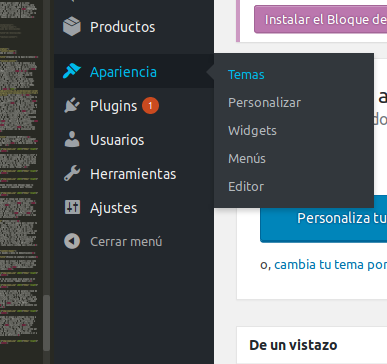 Productos
Instalar el Bloque de
Apariencia
Temas
Personalizar
Widgets
Menús
Editor
Plugins 1
Usuarios
Herramientas
Ajustes
Cerrar menú
a
do
Personaliza tu
o, cambia tu tema por
De un vistazo